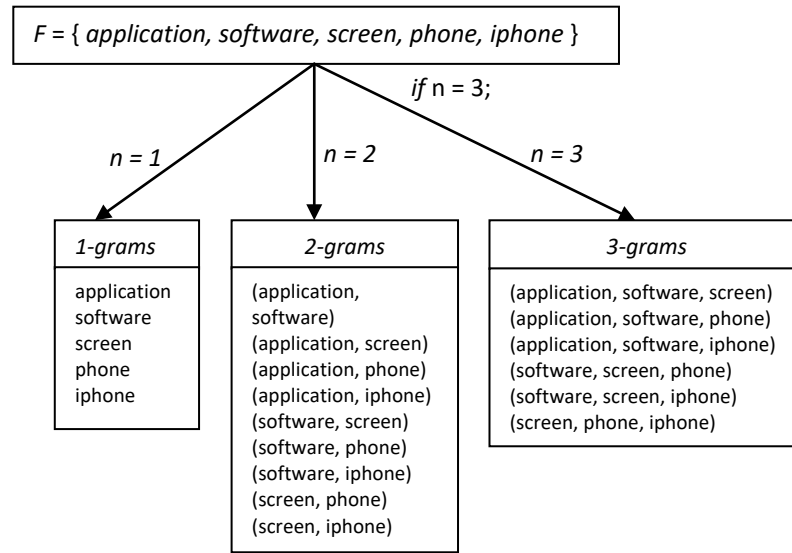 F = { application, software, screen, phone, iphone }
if n = 3;
n = 1
n = 2
n = 3
1-grams
application
software
screen
phone
iphone
2-grams
(application,
software)
(application, screen)
(application, phone)
(application, iphone)
(software, screen)
(software, phone)
(software, iphone)
(screen, phone)
(screen, iphone)
3-grams
(application, software, screen)
(application, software, phone)
(application, software, iphone)
(software, screen, phone)
(software, screen, iphone)
(screen, phone, iphone)